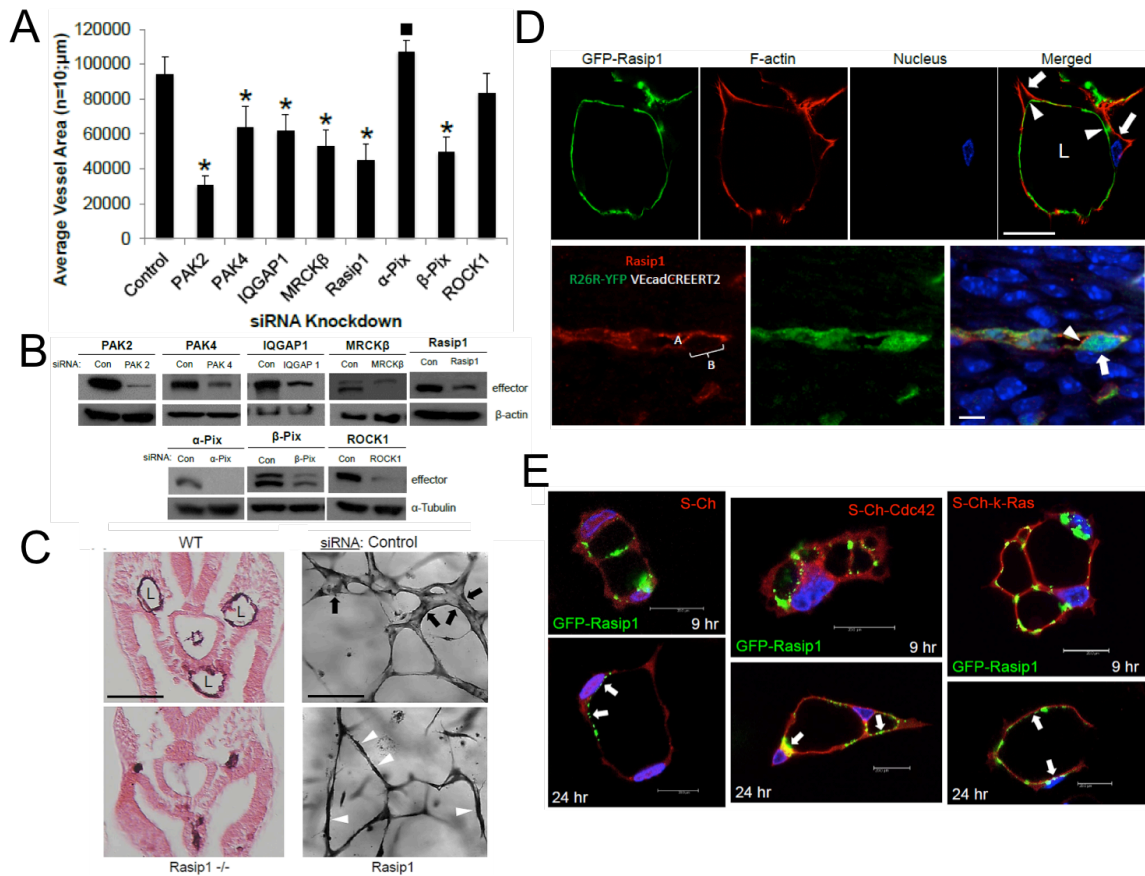 A
Average Vessel Area (n=10;µm)
120000
100000
80000
60000
40000
20000
0
*
*
*
*
*
*
Control
PAK2
PAK4
IQGAP1
MRCKβ
Rasip1
α-Pix
β-Pix
ROCK1
siRNA Knockdown
B
PAK2 PAK4 IQGAP1 MRCKβ Rasip1
siRNA: Con PAK 2 Con PAK 4 Con IQGAP 1 Con MRCKβ Con Rasip1
effector
β-actin
α-Pix β-Pix ROCK1
siRNA: Con α-Pix Con β-Pix Con ROCK1
effector
α-Tubulin
C
WT
siRNA: Control
L L
L
Rasip1 -/-
Rasip1
D
GFP-Rasip1 F-actin Nucleus Merged
L
Rasip1
R26R-YFP VEcadCREERT2
A
B
E
S-Ch
GFP-Rasip1
9 hr
24 hr
S-Ch-Cdc42
GFP-Rasip1
9 hr
24 hr
S-Ch-k-Ras
GFP-Rasip1
9 hr
24 hr